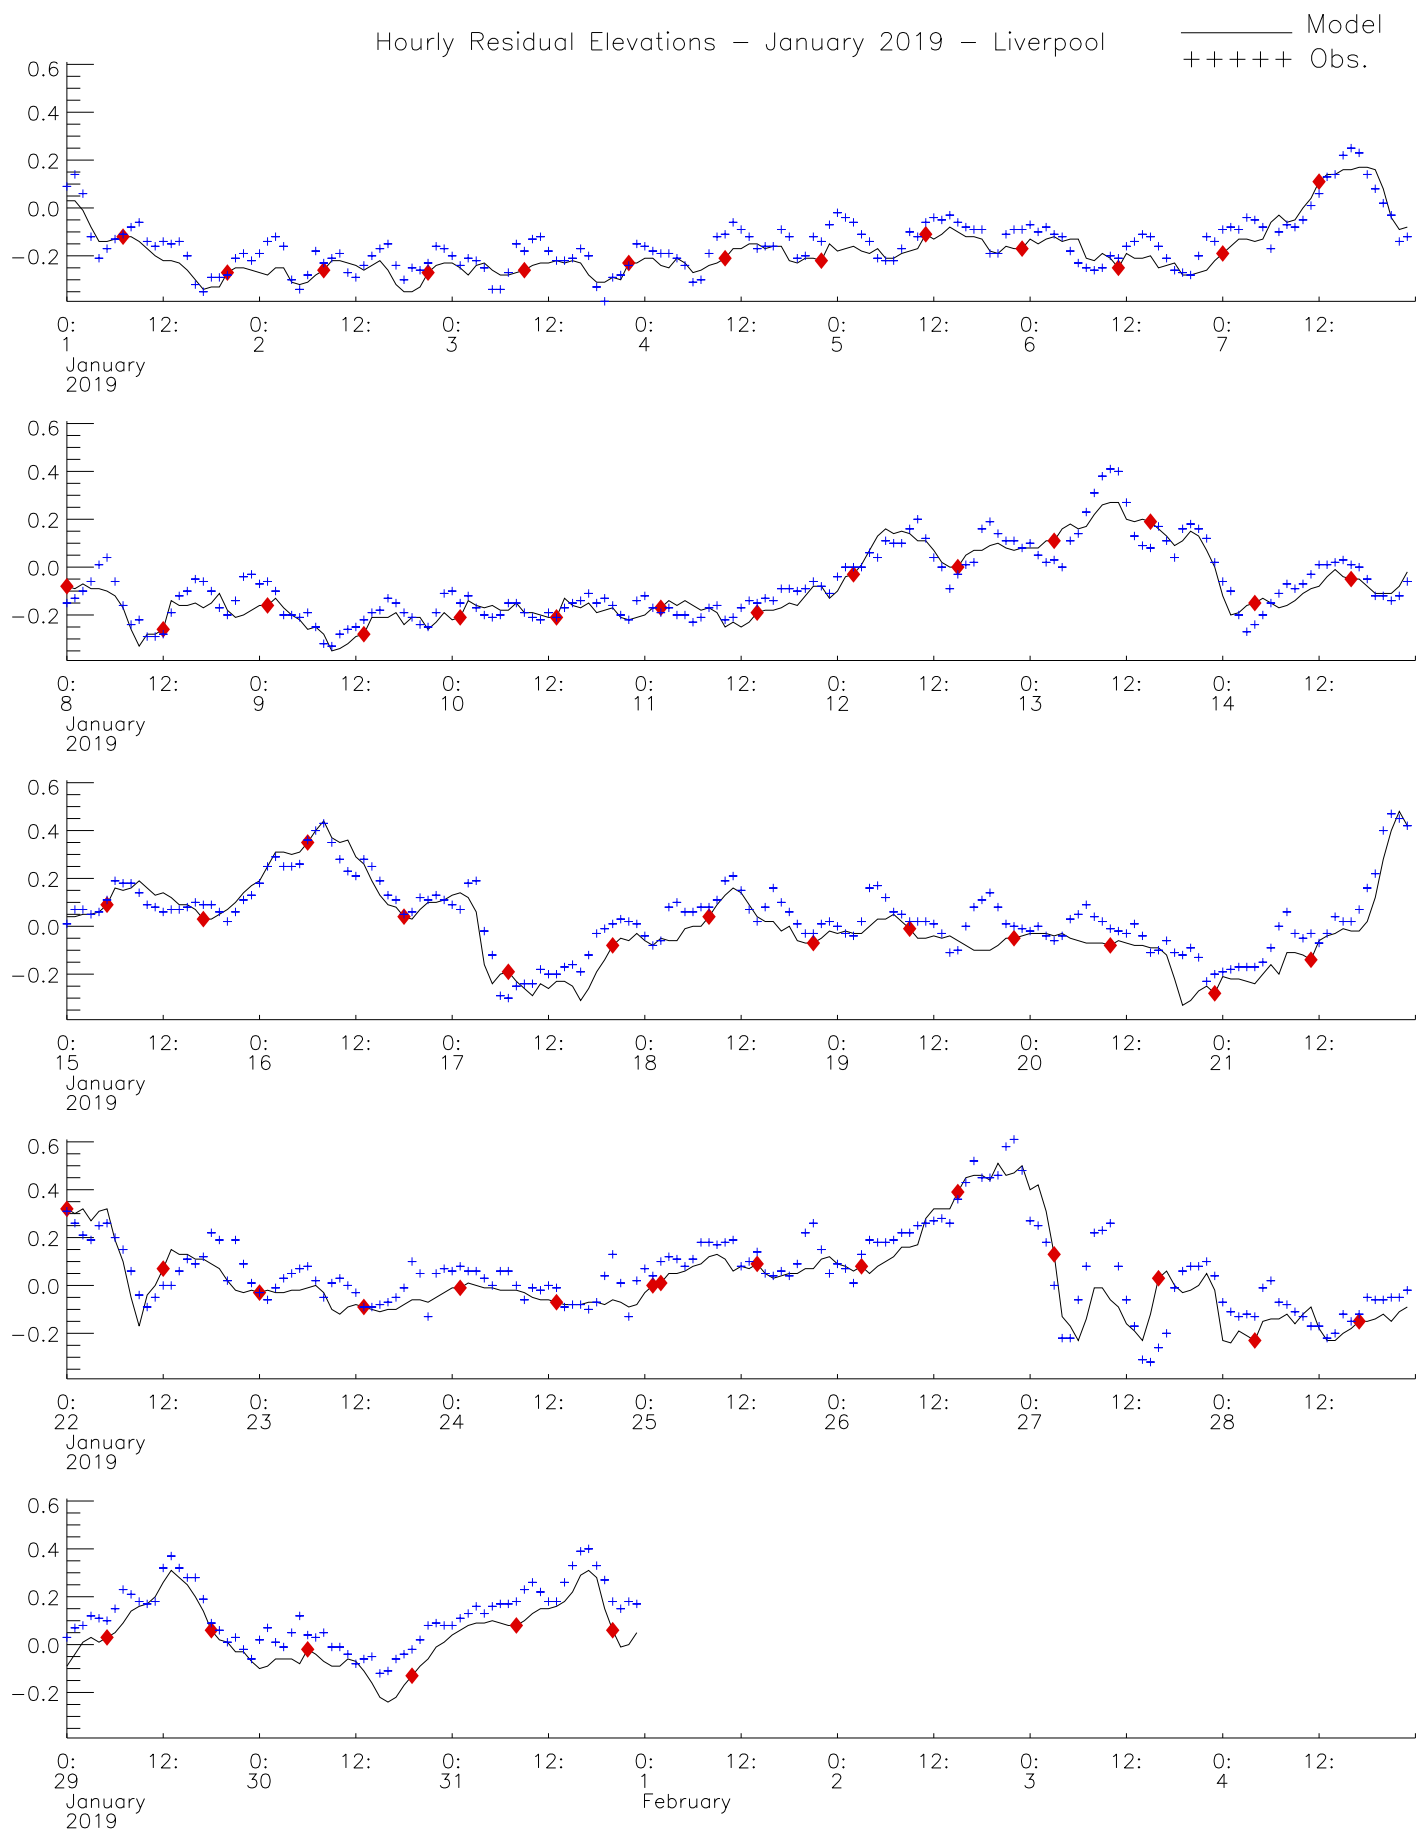 Hourly Residual Elevations − January 2019 − Liverpool
Model
+++++ Obs.
0.6
0.4
0.2
0.0
−0.2
0: 12: 0: 12: 0: 12: 0: 12: 0: 12: 0: 12: 0: 12:
1 2 3 4 5 6 7
January
2019
0.6
0.4
0.2
0.0
−0.2
0: 12: 0: 12: 0: 12: 0: 12: 0: 12: 0: 12: 0: 12:
8 9 10 11 12 13 14
January
2019
0.6
0.4
0.2
0.0
−0.2
0: 12: 0: 12: 0: 12: 0: 12: 0: 12: 0: 12: 0: 12:
15 16 17 18 19 20 21
January
2019
0.6
0.4
0.2
0.0
−0.2
0: 12: 0: 12: 0: 12: 0: 12: 0: 12: 0: 12: 0: 12:
22 23 24 25 26 27 28
January
2019
0.6
0.4
0.2
0.0
−0.2
0: 12: 0: 12: 0: 12: 0: 12: 0: 12: 0: 12: 0: 12:
29 30 31 1 2 3 4
January February
2019